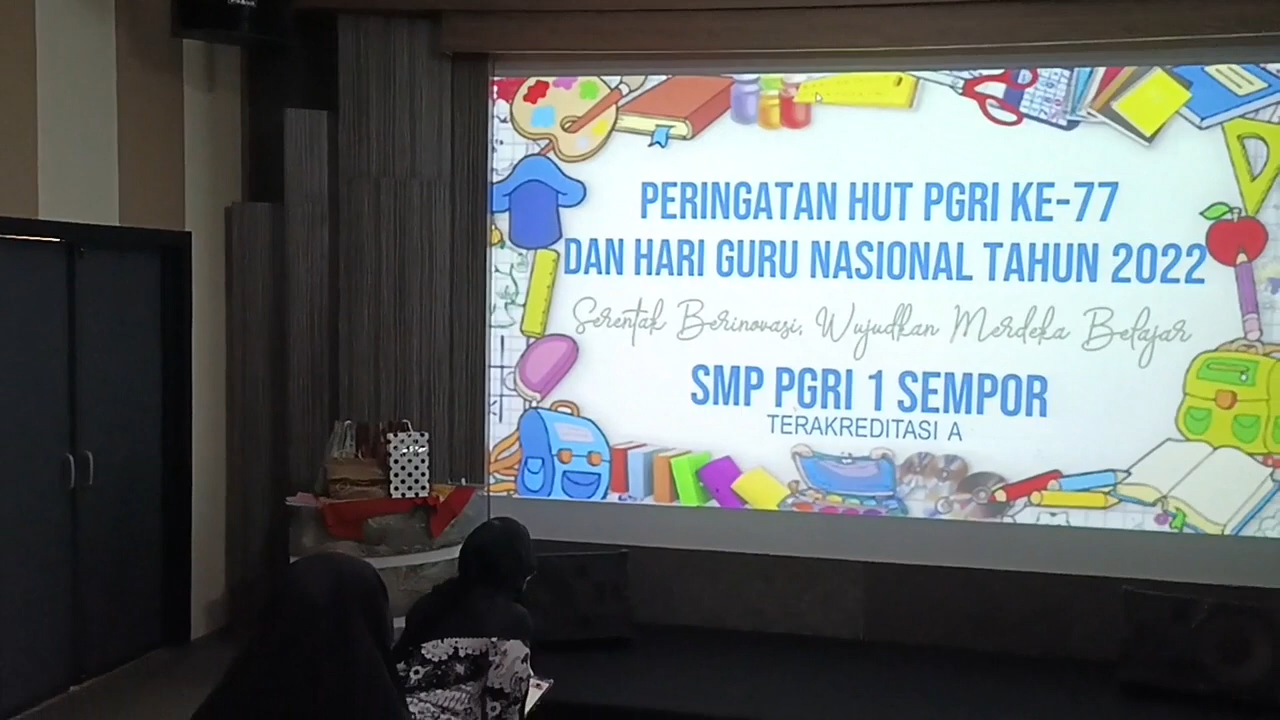 PERINGATAN HUT PGRI KE-77
DAN HARI GURU NASIONAL TAHUN 2022
Serentak Berinovasi, Wujudkan Merdeka Belajar
SMP PGRI 1 SEMPOR
TERAKREDITASI A